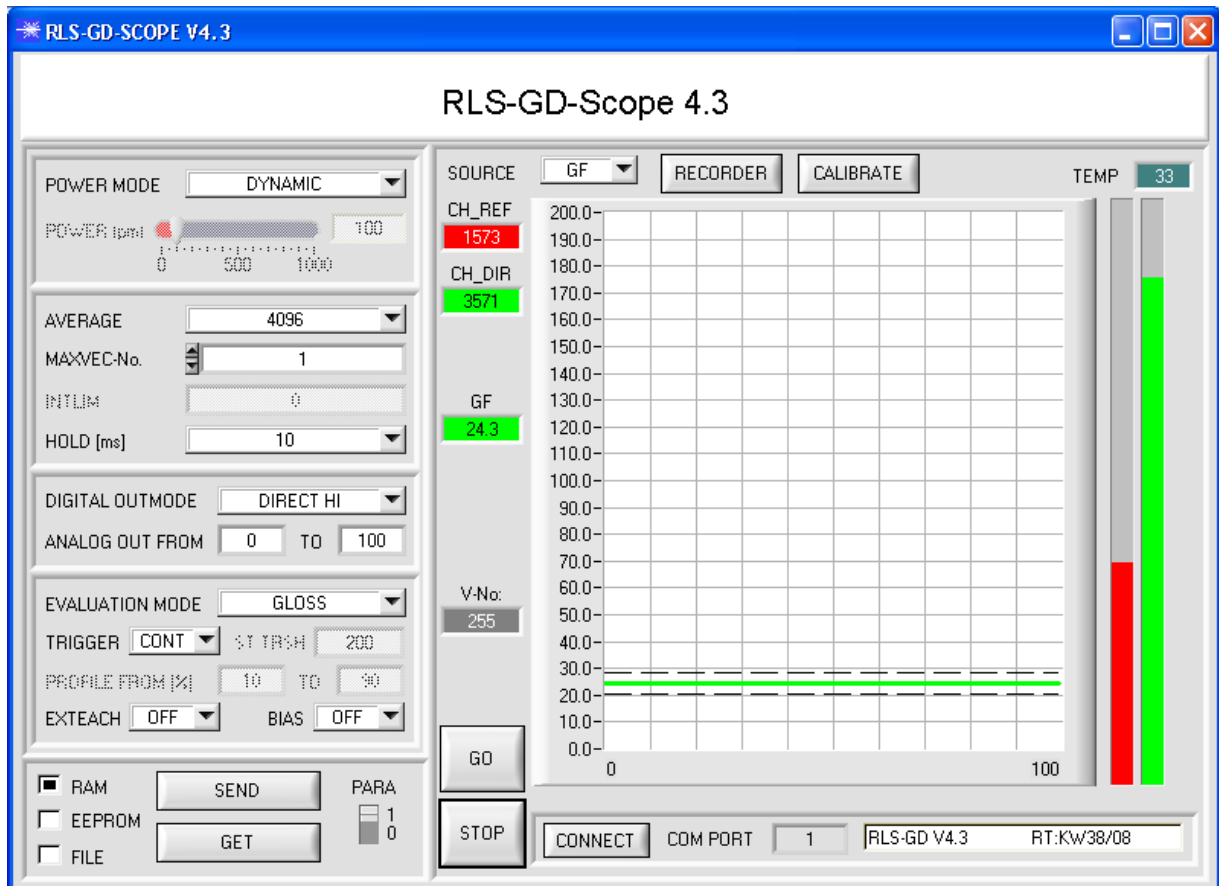 RLS-GD-SCOPE V4.3
RLS-GD-Scope 4.3
POWER MODE DYNAMIC
POWER [pm] 100
0 500 1000
AVERAGE 4096
MAXVEC-No. 1
INTLIM 0
HOLD [ms] 10
DIGITAL OUTMODE DIRECT HI
ANALOG OUT FROM 0 TO 100
EVALUATION MODE GLOSS
TRIGGER CONT ST TRSH 200
PROFILE FROM [%] 10 TO 90
EXTEACH OFF BIAS OFF
RAM SEND PARA
EEPROM 1
0
FILE GET
SOURCE GF RECORDER CALIBRATE TEMP 33
CH_REF
1573
CH_DIR
3571
GF
24.3
V-No:
255
GO
STOP
200.0
190.0
180.0
170.0
160.0
150.0
140.0
130.0
120.0
110.0
100.0
90.0
80.0
70.0
60.0
50.0
40.0
30.0
20.0
10.0
0.0
0 100
CONNECT COM PORT 1 RLS-GD V4.3 RT:KW38/08